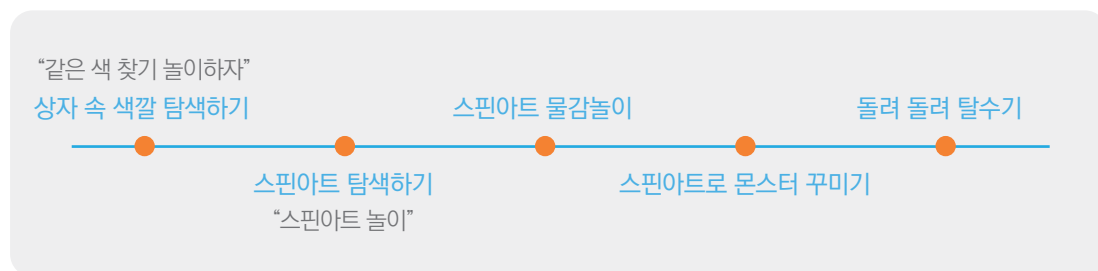 “같은 색 찾기 놀이하자”
상자 속 색깔 탐색하기
스핀아트 물감놀이
돌려 돌려 탈수기
스핀아트 탐색하기
스핀아트로 몬스터 꾸미기
“스핀아트 놀이”